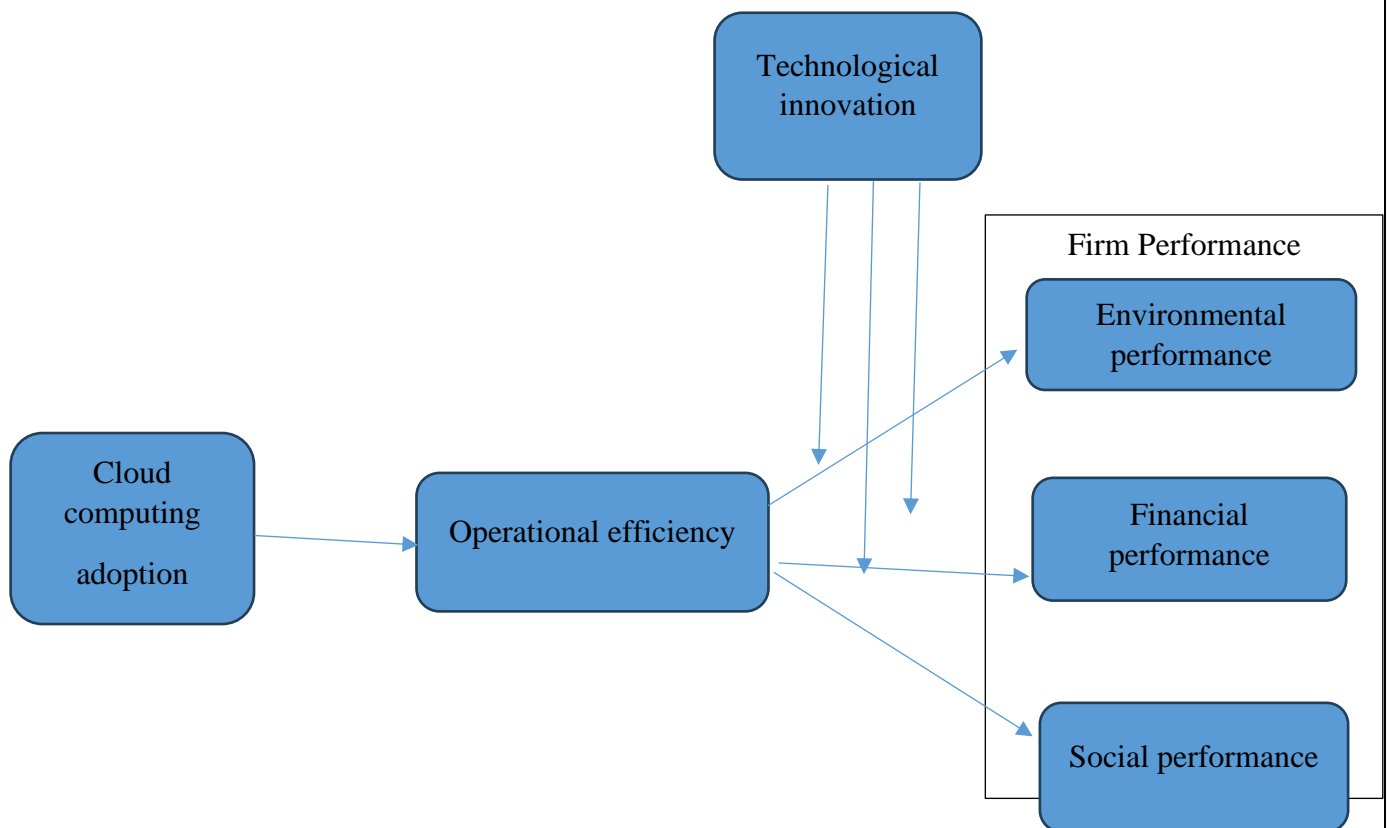 Technological
innovation
Firm Performance
Environmental
performance
Cloud
computing
adoption
Operational efficiency
Financial
performance
Social performance